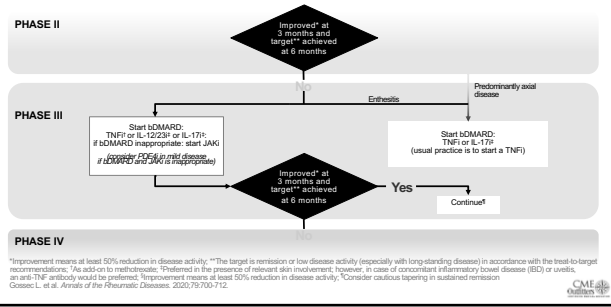 PHASE II
Improved* at
3 months and
target** achieved
at 6 months
No
Predominantly axial
disease
Enthesitis
PHASE III
Start bDMARD:
TNFi† or IL-12/23i‡ or IL-17i‡:
if bDMARD inappropriate: start JAKi
(consider PDE4i in mild disease
if bDMARD and JAKi is inappropriate)
Start bDMARD:
TNFi or IL-17i‡
(usual practice is to start a TNFi)
Improved* at
3 months and
target** achieved
at 6 months
Yes
Continue¶
No
PHASE IV
*Improvement means at least 50% reduction in disease activity; **The target is remission or low disease activity (especially with long-standing disease) in accordance with the treat-to-target
recommendations; †As add-on to methotrexate; ‡Preferred in the presence of relevant skin involvement; however, in case of concomitant inflammatory bowel disease (IBD) or uveitis,
an anti-TNF antibody would be preferred; §Improvement means at least 50% reduction in disease activity; ¶Consider cautious tapering in sustained remission
Gossec L. et al. Annals of the Rheumatic Diseases. 2020;79:700-712.
CME
Outfitters